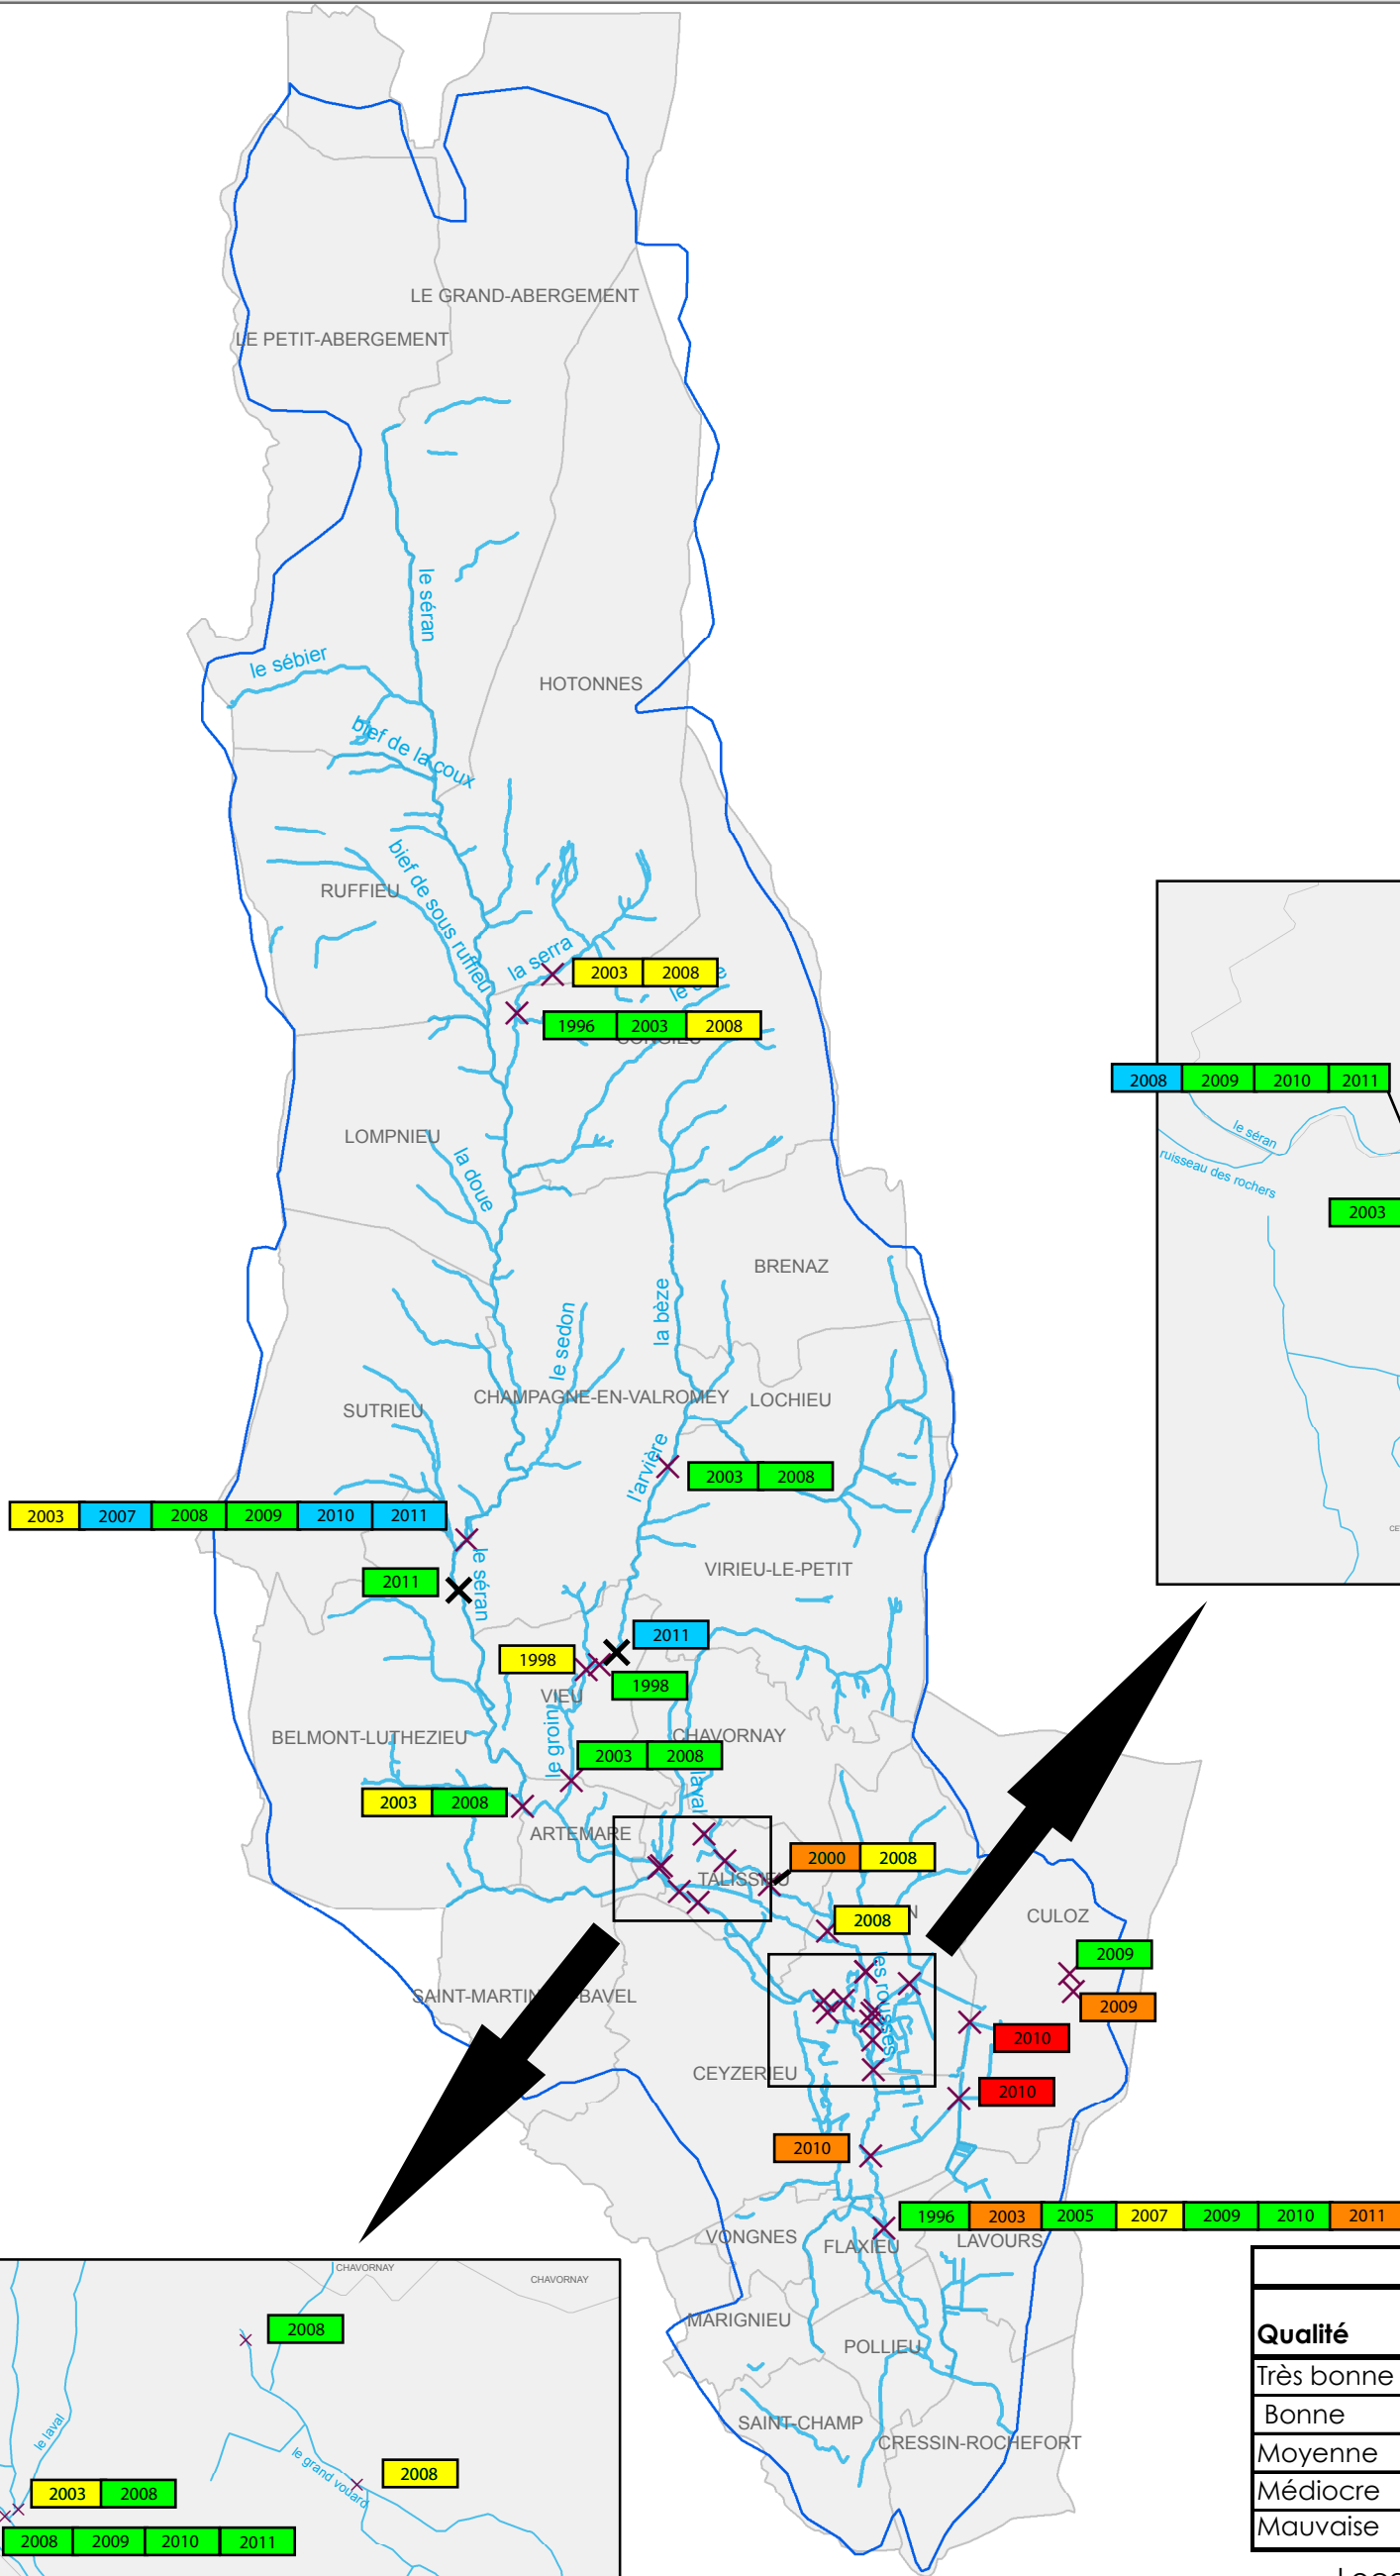 LE GRAND-ABERGEMENT
LE PETIT-ABERGEMENT
le séran
le sébier
HOTONNES
bief de la coux
bief de sous ruffieu
RUFFIEU
la serra
2003 2008
1996 2003 2008
LOMPNIEU
la doue
BRENAZ
la bèze
le sedon
CHAMPAGNE-EN-VALROMEY
LOCHIEU
SUTRIEU
l'arvière
2003 2008
2003 2007 2008 2009 2010 2011
le séran
2011
VIRIEU-LE-PETIT
2011
1998
1998
VIEU
le groin
BELMONT-LUTHEZIEU
CHAVORNAY
2003 2008
laval
2003 2008
ARTEMARE
2000 2008
TALISSIEU
2008
CULOZ
2009
les rousses
2009
SAINT-MARTIN
BAVEL
2010
CEYZERIEU
2010
2010
1996 2003 2005 2007 2009 2010 2011
VONGNES
FLAXIEU
LAVOURS
MARIGNIEU
POLLIEU
SAINT-CHAMP
CRESSIN-ROCHEFORT
2008 2009 2010 2011
le séran
ruisseau des rochers
2003
CE
CHAVORNAY
CHAVORNAY
2008
le laval
le grand vouard
2008
2003 2008
2008 2009 2010 2011
Qualité
Très bonne
Bonne
Moyenne
Médiocre
Mauvaise